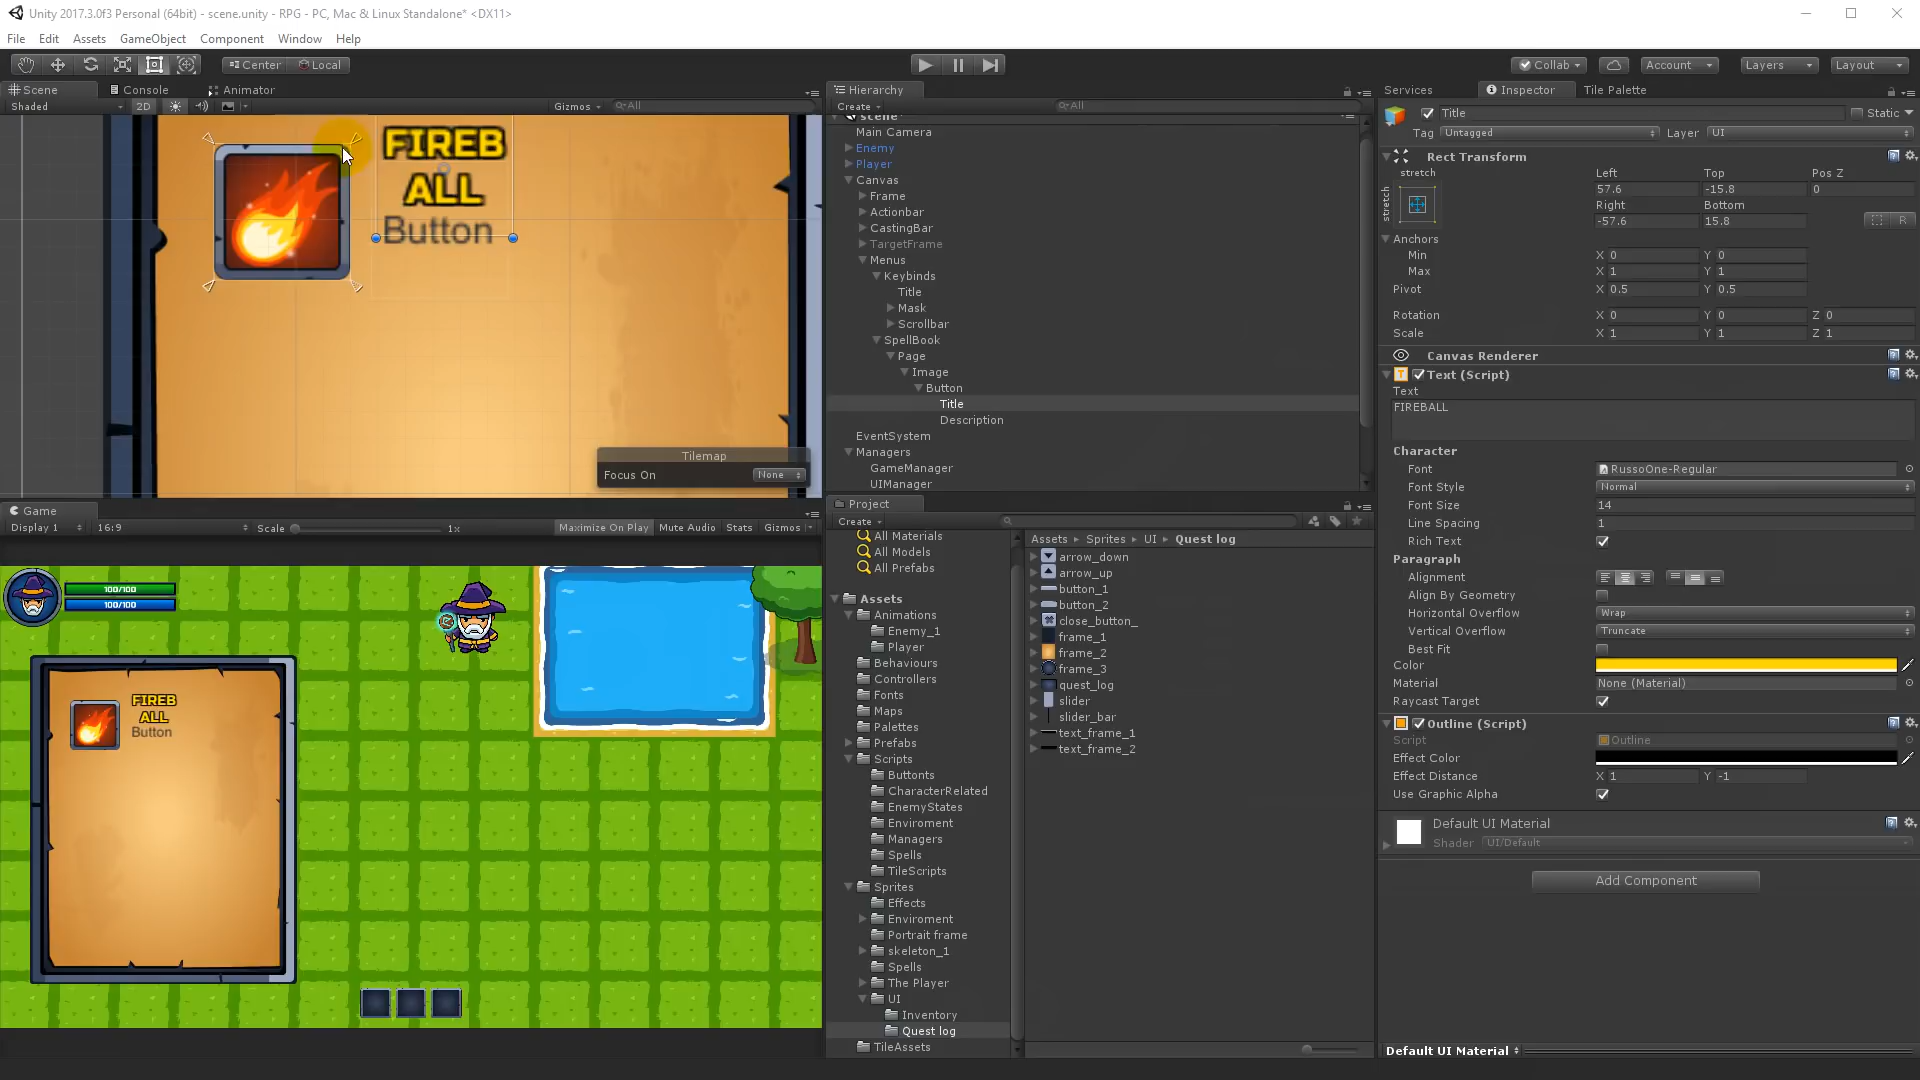 Unity 2017.3.0f3 Personal (64bit) - scene.unity - RPG - PC, Mac & Linux Standalone* <DX11>
File Edit Assets GameObject Component Window Help
Center Local
Collab Account Layers Layout
Scene Console Animator
Shaded 2D Gizmos All
FIREB
ALL
Button
Tilemap
Focus On None
Hierarchy
Create All
scene*
Main Camera
Enemy
Player
Canvas
Frame
Actionbar
CastingBar
TargetFrame
Menus
Keybinds
Title
Mask
Scrollbar
SpellBook
Page
Image
Button
Title
Description
EventSystem
Managers
GameManager
UIManager
Game
Display 1 16:9 Scale 1x Maximize On Play Mute Audio Stats Gizmos
100/100
100/100
FIREB
ALL
Button
Project
Create
All Materials
All Models
All Prefabs
Assets
Animations
Enemy_1
Player
Behaviours
Controllers
Fonts
Maps
Palettes
Prefabs
Scripts
Buttonts
CharacterRelated
EnemyStates
Enviroment
Managers
Spells
TileScripts
Sprites
Effects
Enviroment
Portrait frame
skeleton_1
Spells
The Player
UI
Inventory
Quest log
TileAssets
Assets Sprites UI Quest log
arrow_down
arrow_up
button_1
button_2
close_button_
frame_1
frame_2
frame_3
quest_log
slider
slider_bar
text_frame_1
text_frame_2
Services Inspector Tile Palette
Title Static
Tag Untagged Layer UI
Rect Transform
stretch Left Top Pos Z
stretch 57.6 -15.8 0
Right Bottom
-57.6 15.8 R
Anchors
Min X 0 Y 0
Max X 1 Y 1
Pivot X 0.5 Y 0.5
Rotation X 0 Y 0 Z 0
Scale X 1 Y 1 Z 1
Canvas Renderer
Text (Script)
Text
FIREBALL
Character
Font RussoOne-Regular
Font Style Normal
Font Size 14
Line Spacing 1
Rich Text
Paragraph
Alignment
Align By Geometry
Horizontal Overflow Wrap
Vertical Overflow Truncate
Best Fit
Color
Material None (Material)
Raycast Target
Outline (Script)
Script Outline
Effect Color
Effect Distance X 1 Y -1
Use Graphic Alpha
Default UI Material
Shader UI/Default
Add Component
Default UI Material